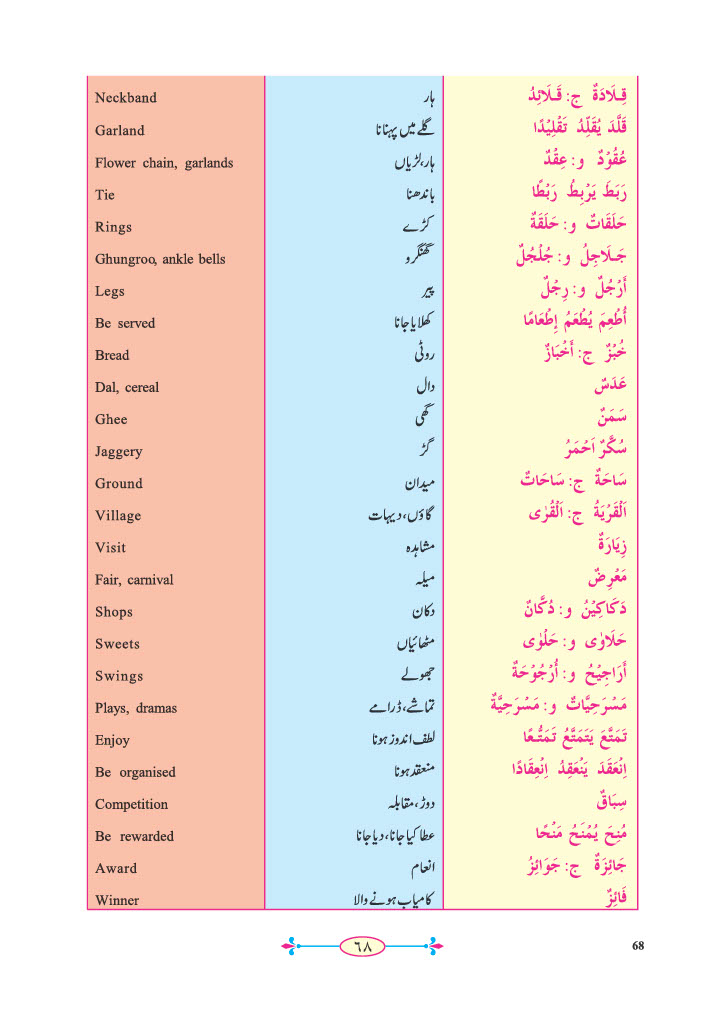 Neckband ہار قِلَادَةٌ ج: قَلَائِدُ
Garland گلے میں پہنانا قَلَّدَ يُقَلِّدُ تَقْلِيْدًا
Flower chain, garlands ہار،لڑیاں عُقُوْدٌ و: عِقْدٌ
Tie باندھنا رَبَطَ يَرْبِطُ رَبْطًا
Rings کڑے حَلَقَاتٌ و: حَلَقَةٌ
Ghungroo, ankle bells گھنگرو جَلَاجِلُ و: جُلْجُلٌ
Legs پیر أَرْجُلٌ و: رِجْلٌ
Be served کھلایا جانا أُطْعِمَ يُطْعَمُ إِطْعَامًا
Bread روٹی خُبْزٌ ج: أَخْبَازٌ
Dal, cereal دال عَدَسٌ
Ghee گھی سَمَنٌ
Jaggery گڑ سُكَّرٌ اَحْمَرُ
Ground میدان سَاحَةٌ ج: سَاحَاتٌ
Village گاؤں،دیہات اَلْقَرْيَةُ ج: اَلْقُرٰى
Visit مشاہدہ زِيَارَةٌ
Fair, carnival میلہ مَعْرِضٌ
Shops دکان دَكَاكِيْنُ و: دُكَّانٌ
Sweets مٹھائیاں حَلَاوٰى و: حَلْوٰى
Swings جھولے أَرَاجِيْحُ و: أُرْجُوْحَةٌ
Plays, dramas تماشے،ڈرامے مَسْرَحِيَّاتٌ و: مَسْرَحِيَّةٌ
Enjoy لطف اندوز ہونا تَمَتَّعَ يَتَمَتَّعُ تَمَتُّعًا
Be organised منعقد ہونا اِنْعَقَدَ يَنْعَقِدُ اِنْعِقَادًا
Competition دوڑ،مقابلہ سِبَاقٌ
Be rewarded عطا کیا جانا،دیا جانا مُنِحَ يُمْنَحُ مَنْحًا
Award انعام جَائِزَةٌ ج: جَوَائِزُ
Winner کامیاب ہونے والا فَائِزٌ
٦٨ 68